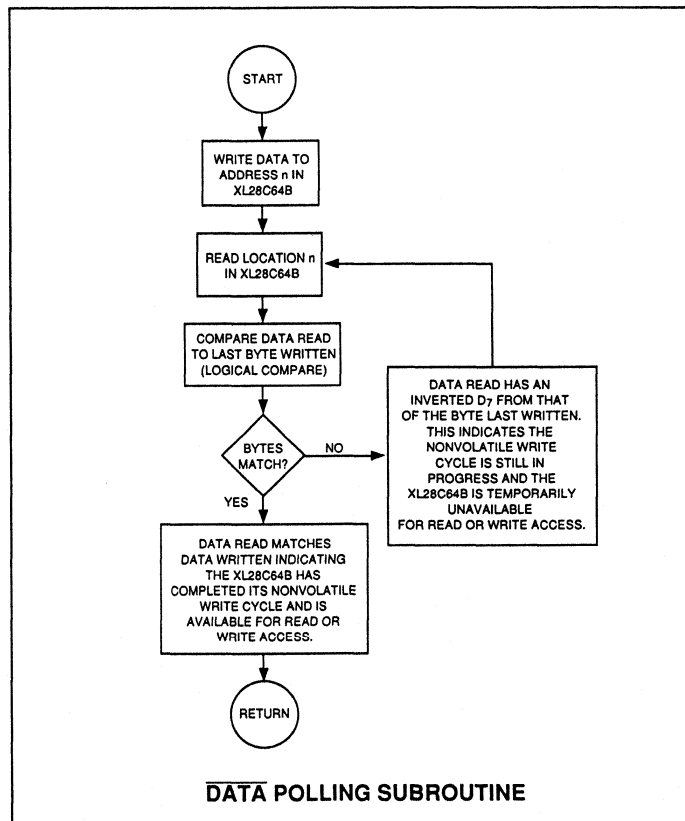 START
WRITE DATA TO
ADDRESS n IN
XL28C64B
READ LOCATION n
IN XL28C64B
COMPARE DATA READ
TO LAST BYTE WRITTEN
(LOGICAL COMPARE)
BYTES
MATCH?
NO
YES
DATA READ HAS AN
INVERTED D7 FROM THAT
OF THE BYTE LAST WRITTEN.
THIS INDICATES THE
NONVOLATILE WRITE
CYCLE IS STILL IN
PROGRESS AND THE
XL28C64B IS TEMPORARILY
UNAVAILABLE
FOR READ OR WRITE ACCESS.
DATA READ MATCHES
DATA WRITTEN INDICATING
THE XL28C64B HAS
COMPLETED ITS NONVOLATILE
WRITE CYCLE AND IS
AVAILABLE FOR READ OR
WRITE ACCESS.
RETURN
DATA POLLING SUBROUTINE